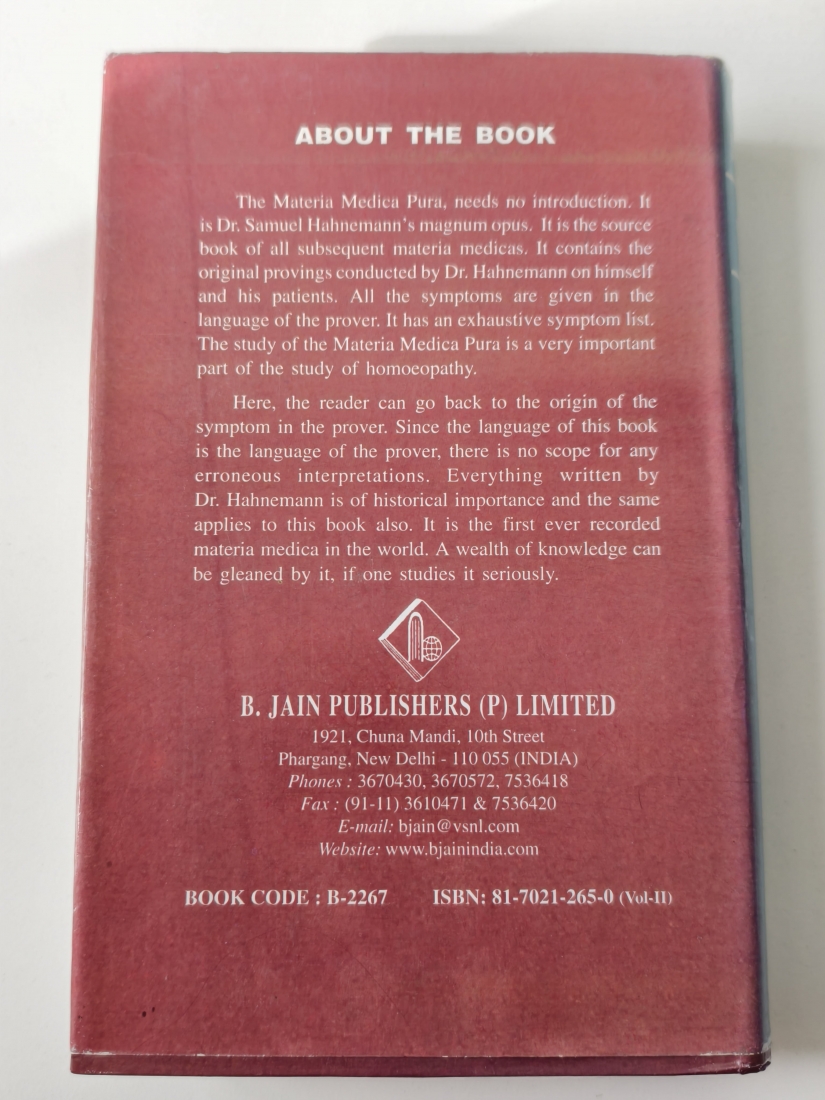 ABOUT THE BOOK
The Materia Medica Pura, needs no introduction. It
is Dr. Samuel Hahnemann's magnum opus. It is the source
book of all subsequent materia medicas. It contains the
original provings conducted by Dr. Hahnemann on himself
and his patients. All the symptoms are given in the
language of the prover. It has an exhaustive symptom list.
The study of the Materia Medica Pura is a very important
part of the study of homoeopathy.
Here, the reader can go back to the origin of the
symptom in the prover. Since the language of this book
is the language of the prover, there is no scope for any
erroneous interpretations. Everything written by
Dr. Hahnemann is of historical importance and the same
applies to this book also. It is the first ever recorded
materia medica in the world. A wealth of knowledge can
be gleaned by it, if one studies it seriously.
B. JAIN PUBLISHERS (P) LIMITED
1921, Chuna Mandi, 10th Street
Phargang, New Delhi - 110 055 (INDIA)
Phones : 3670430, 3670572, 7536418
Fax : (91-11) 3610471 & 7536420
E-mail: bjain@vsnl.com
Website: www.bjainindia.com
BOOK CODE : B-2267 ISBN: 81-7021-265-0 (Vol-II)